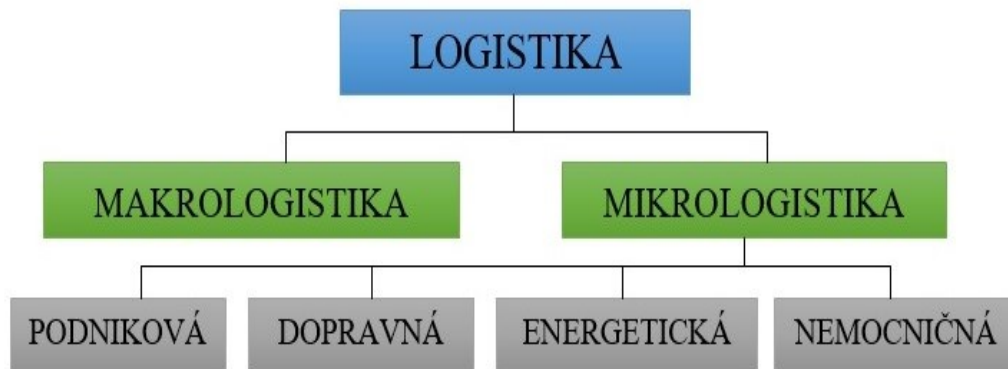 LOGISTIKA
MAKROLOGISTIKA
MIKROLOGISTIKA
PODNIKOVÁ
DOPRAVNÁ
ENERGETICKÁ
NEMOCNIČNÁ